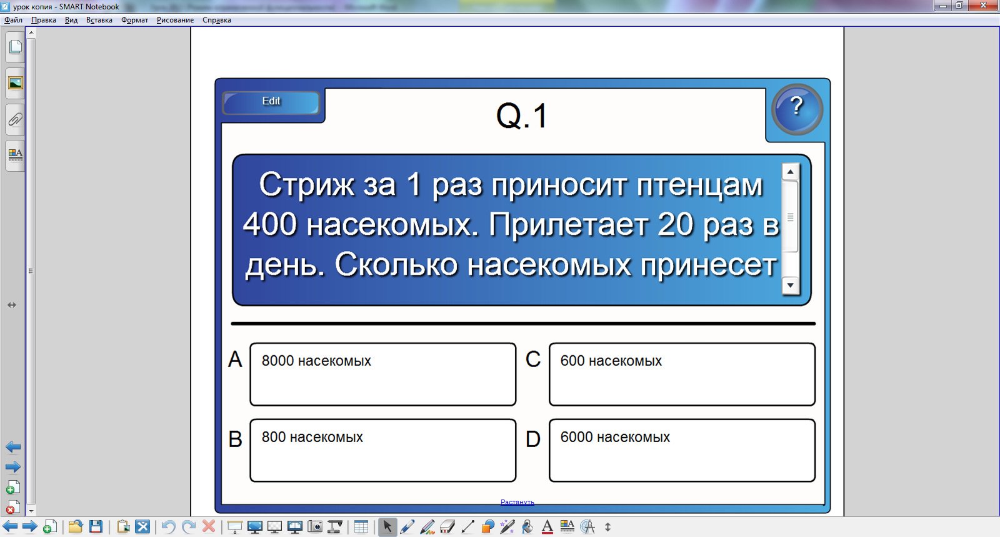 урок копия - SMART Notebook
Файл Правка Вид Вставка Формат Рисование Справка
Edit
Q.1
?
Стриж за 1 раз приносит птенцам
400 насекомых. Прилетает 20 раз в
день. Сколько насекомых принесет
A 8000 насекомых
C 600 насекомых
B 800 насекомых
D 6000 насекомых
Растянуть